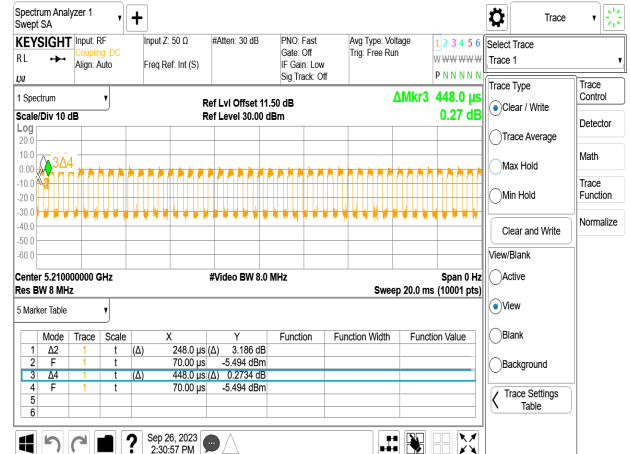 Spectrum Analyzer 1
Swept SA
Trace
KEYSIGHT
Input: RF
Coupling: DC
Align: Auto
Input Z: 50 Ω
Freq Ref: Int (S)
#Atten: 30 dB
PNO: Fast
Gate: Off
IF Gain: Low
Sig Track: Off
Avg Type: Voltage
Trig: Free Run
1 2 3 4 5 6
W W W W W W
P N N N N N
R L
LXI
Select Trace
Trace 1
1 Spectrum
Scale/Div 10 dB
Log
Ref Lvl Offset 11.50 dB
Ref Level 30.00 dBm
ΔMkr3 448.0 µs
0.27 dB
20.0
10.0
0.00
-10.0
-20.0
-30.0
-40.0
-50.0
-60.0
3Δ4
Center 5.210000000 GHz
Res BW 8 MHz
#Video BW 8.0 MHz
Span 0 Hz
Sweep 20.0 ms (10001 pts)
5 Marker Table
Mode Trace Scale X Y Function Function Width Function Value
1 Δ2 1 t (Δ) 248.0 µs (Δ) 3.186 dB
2 F 1 t 70.00 µs -5.494 dBm
3 Δ4 1 t (Δ) 448.0 µs (Δ) 0.2734 dB
4 F 1 t 70.00 µs -5.494 dBm
5
6
Trace Type
Clear / Write
Trace Average
Max Hold
Min Hold
Clear and Write
View/Blank
Active
View
Blank
Background
Trace Settings
Table
Trace
Control
Detector
Math
Trace
Function
Normalize
?
Sep 26, 2023
2:30:57 PM